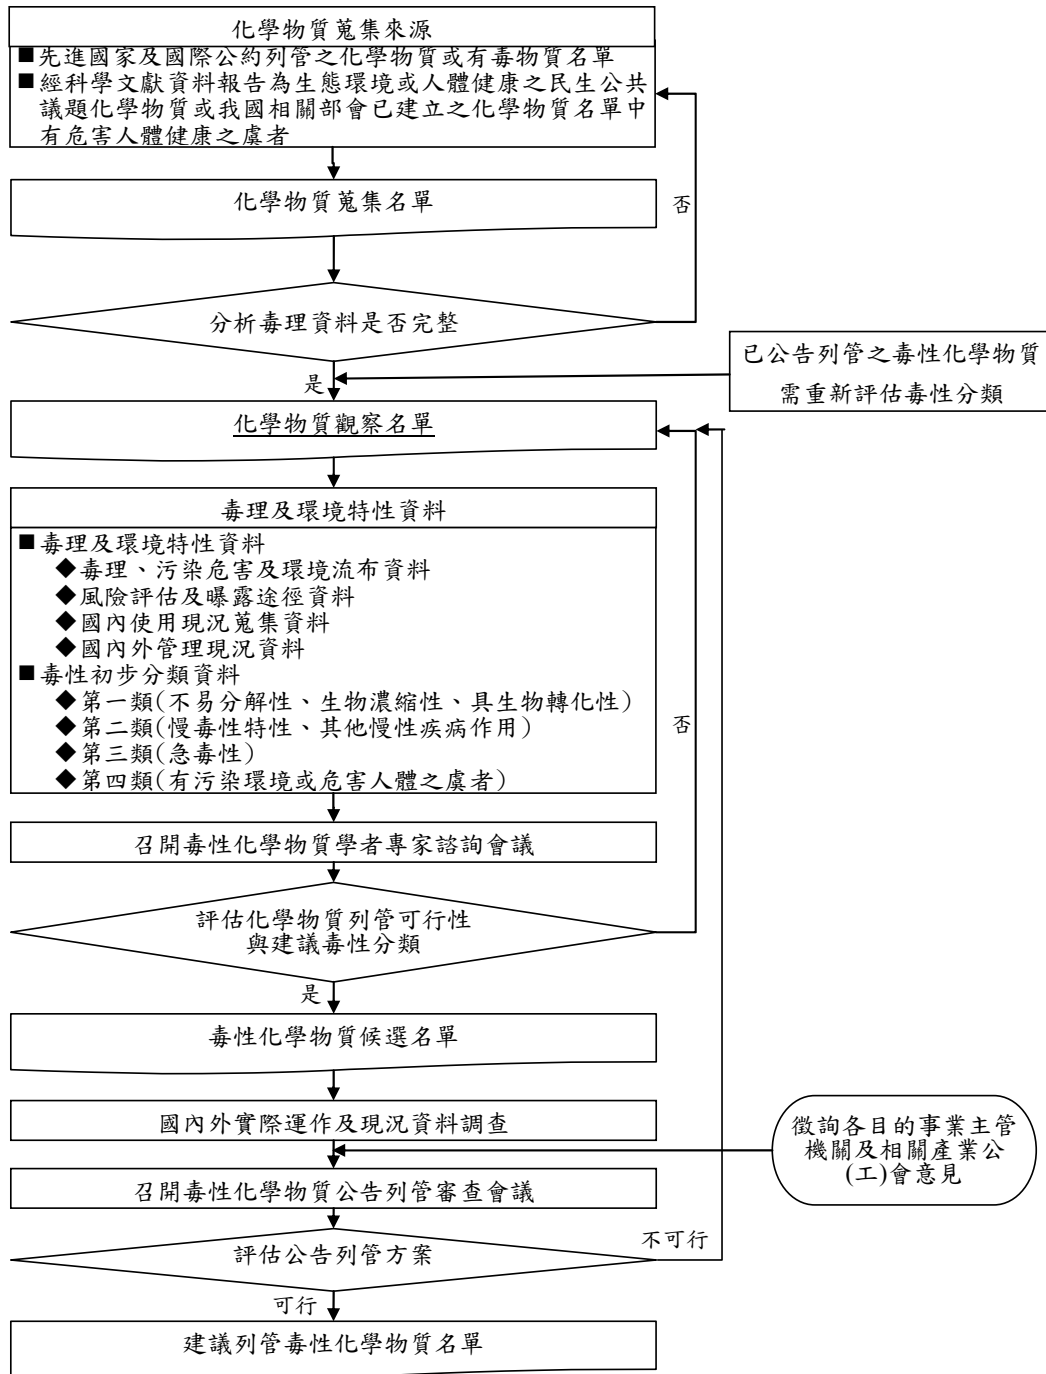 化學物質蒐集來源
■先進國家及國際公約列管之化學物質或有毒物質名單
■經科學文獻資料報告為生態環境或人體健康之民生公共
議題化學物質或我國相關部會已建立之化學物質名單中
有危害人體健康之虞者
化學物質蒐集名單
否
分析毒理資料是否完整
已公告列管之毒性化學物質
需重新評估毒性分類
是
化學物質觀察名單
毒理及環境特性資料
■毒理及環境特性資料
◆毒理、污染危害及環境流布資料
◆風險評估及曝露途徑資料
◆國內使用現況蒐集資料
◆國內外管理現況資料
■毒性初步分類資料
◆第一類(不易分解性、生物濃縮性、具生物轉化性)
◆第二類(慢毒性特性、其他慢性疾病作用)
否
◆第三類(急毒性)
◆第四類(有污染環境或危害人體之虞者)
召開毒性化學物質學者專家諮詢會議
評估化學物質列管可行性
與建議毒性分類
是
毒性化學物質候選名單
國內外實際運作及現況資料調查
徵詢各目的事業主管
機關及相關產業公
(工)會意見
召開毒性化學物質公告列管審查會議
評估公告列管方案
不可行
可行
建議列管毒性化學物質名單